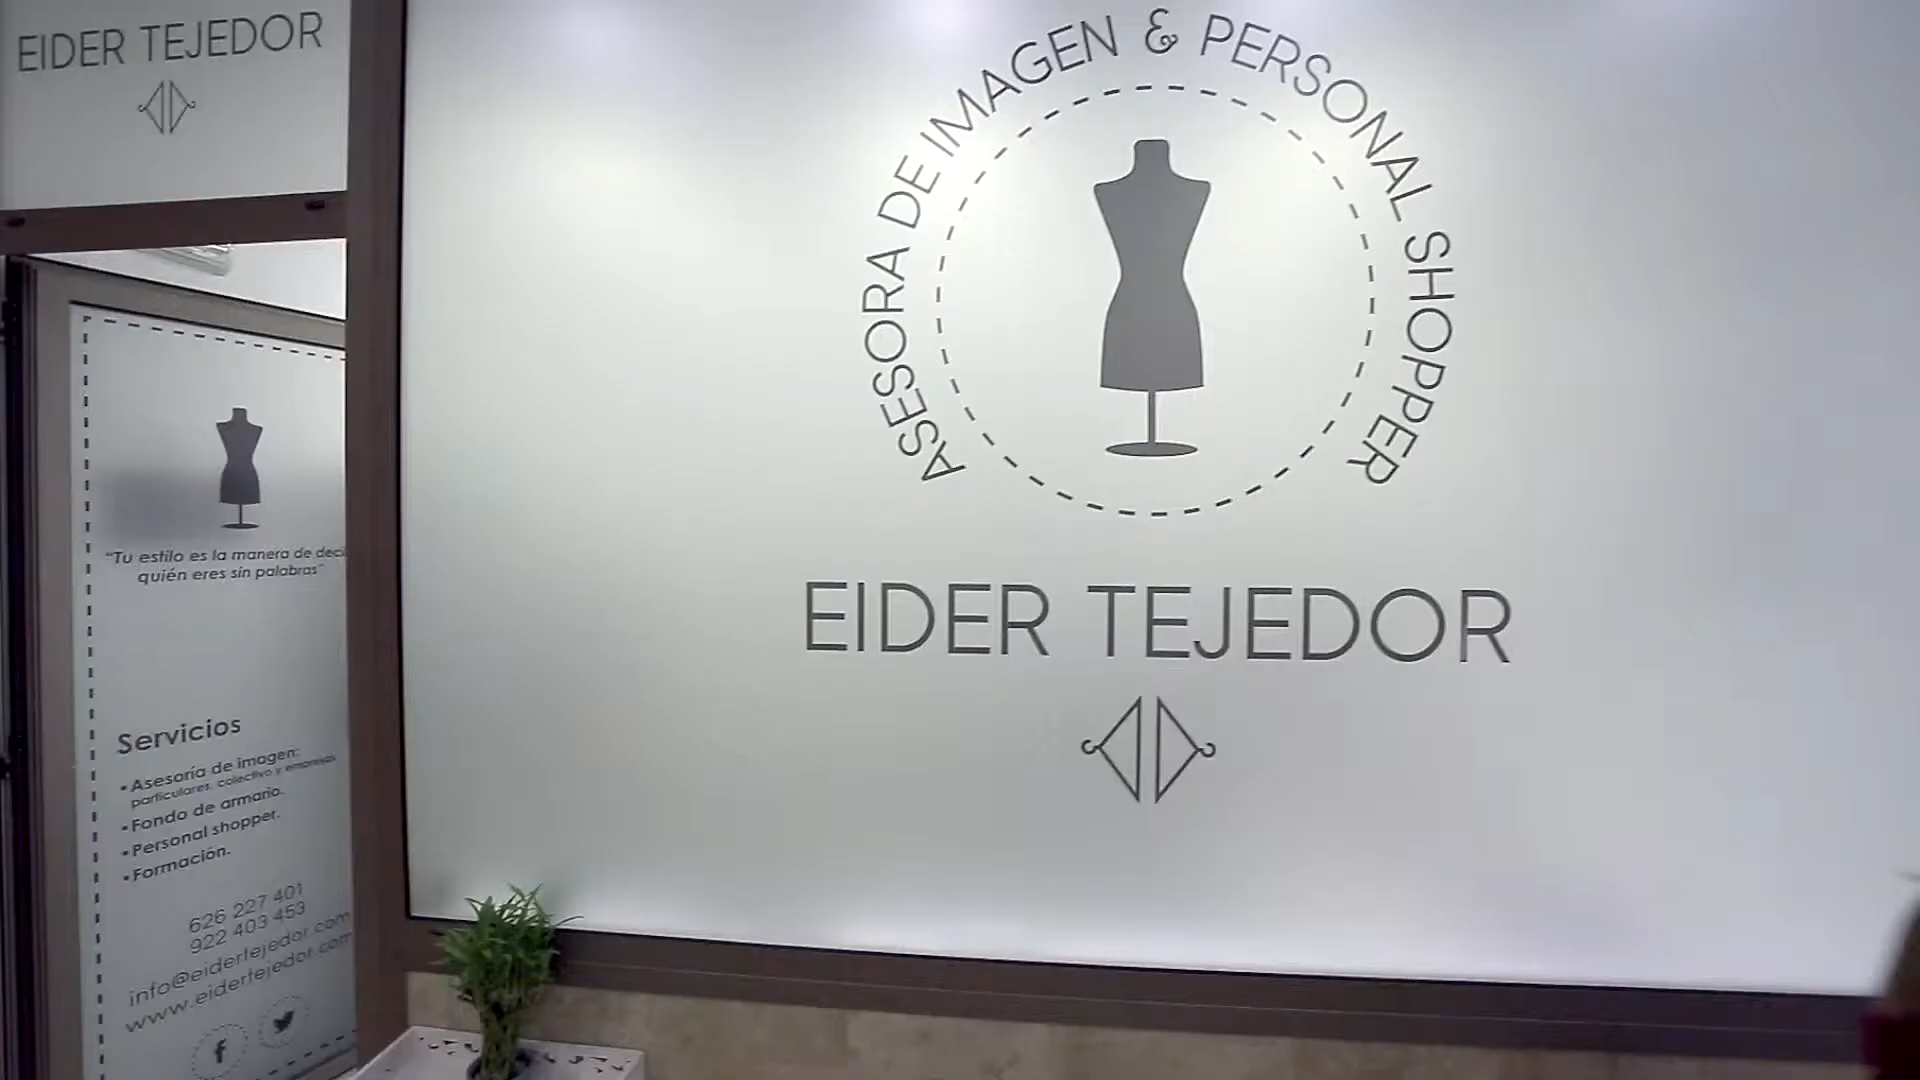 EIDER TEJEDOR
ASESORA DE IMAGEN & PERSONAL SHOPPER
EIDER TEJEDOR
"Tu estilo es la manera de deci
quién eres sin palabras"
Servicios
• Asesoría de imagen:
particulares, colectivo y empresas
• Fondo de armario.
• Personal shopper.
• Formación.
626 227 401
922 403 453
info@eidertejedor.com
www.eidertejedor.com
f